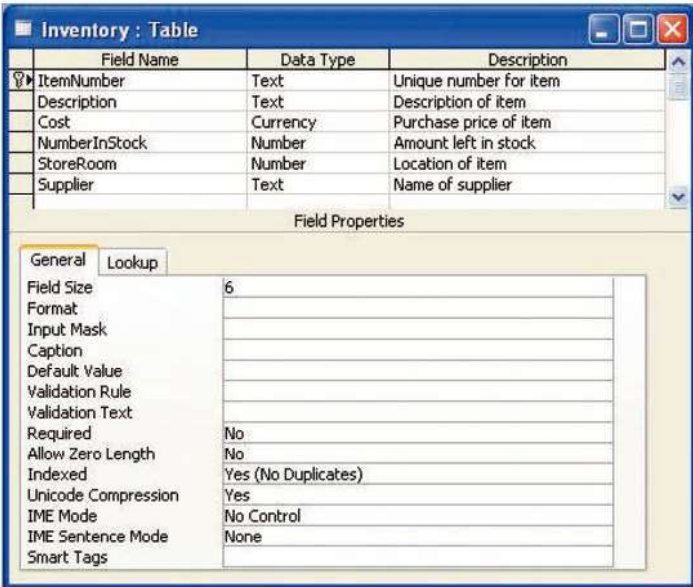 Inventory : Table
Field Name Data Type Description
ItemNumber Text Unique number for item
Description Text Description of item
Cost Currency Purchase price of item
NumberInStock Number Amount left in stock
StoreRoom Number Location of item
Supplier Text Name of supplier
Field Properties
General Lookup
Field Size 6
Format
Input Mask
Caption
Default Value
Validation Rule
Validation Text
Required No
Allow Zero Length No
Indexed Yes (No Duplicates)
Unicode Compression Yes
IME Mode No Control
IME Sentence Mode None
Smart Tags